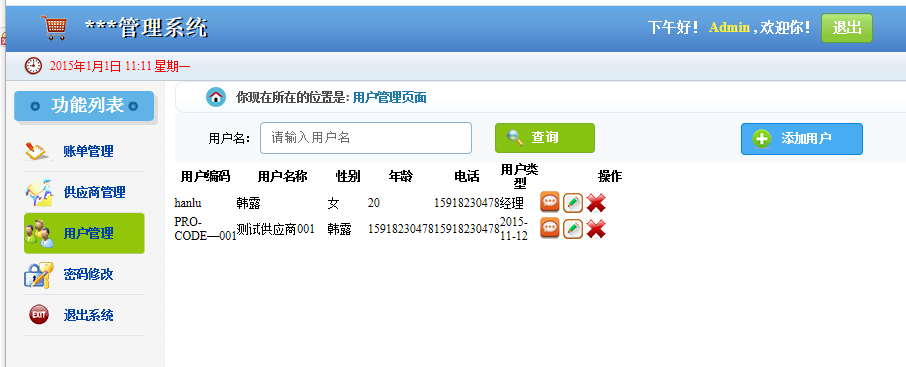 ***管理系统
下午好！ Admin , 欢迎你！ 退出
2015年1月1日 11:11 星期一
功能列表
账单管理
供应商管理
用户管理
密码修改
EXIT 退出系统
你现在所在的位置是: 用户管理页面
用户名： 请输入用户名 查询 添加用户
用户编码 用户名称 性别 年龄 电话 用户类型 操作
hanlu 韩露 女 20 15918230478 经理
PRO-CODE—001 测试供应商001 韩露 15918230478 15918230478 2015-11-12